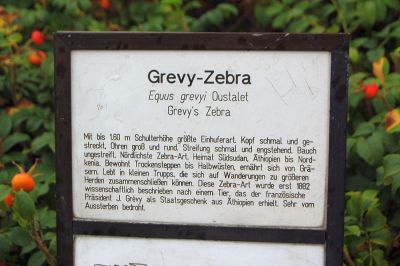 Grevy-Zebra
Equus grevyi Oustalet
Grevy's Zebra
Mit bis 1.60 m Schulterhöhe größte Einhuferart. Kopf schmal und ge-
streckt, Ohren groß und rund. Streifung schmal und engstehend. Bauch
ungestreift. Nördlichste Zebra-Art. Heimat Südsudan, Äthiopien bis Nord-
kenia. Bewohnt Trockensteppen bis Halbwüsten, ernährt sich von Grä-
sern. Lebt in kleinen Trupps, die sich auf Wanderungen zu größeren
Herden zusammenschließen können. Diese Zebra-Art wurde erst 1882
wissenschaftlich beschrieben nach einem Tier, das der französische
Präsident J. Grévy als Staatsgeschenk aus Äthiopien erhielt. Sehr vom
Aussterben bedroht.